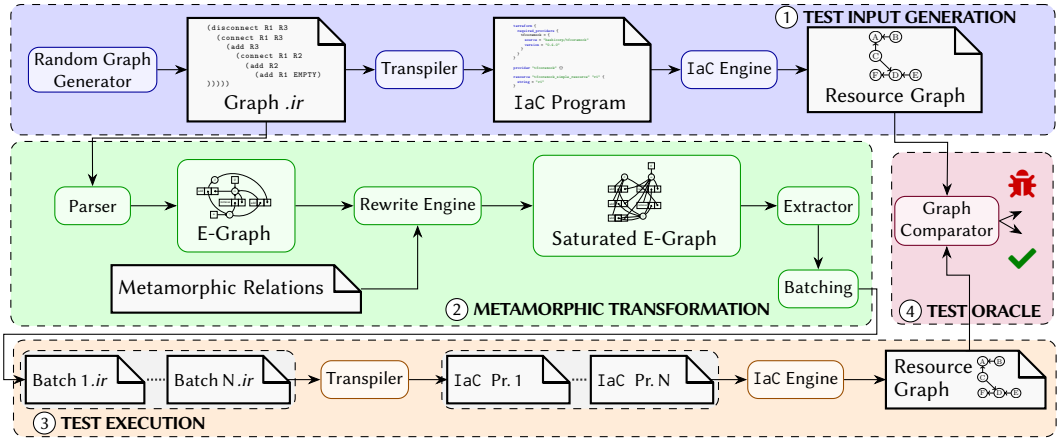 1 TEST INPUT GENERATION
Random Graph
Generator
(disconnect R1 R3
(connect R1 R3
(add R3
(connect R1 R2
(add R2
(add R1 EMPTY)
)))))
Graph .ir
Transpiler
terraform {
required_providers {
IaC Program
IaC Engine
A B
C
F D E
Resource Graph
Parser
E-Graph
Rewrite Engine
Saturated E-Graph
Extractor
Metamorphic Relations
Batching
2 METAMORPHIC TRANSFORMATION
Graph
Comparator
4 TEST ORACLE
Batch 1.ir
Batch N.ir
Transpiler
IaC Pr. 1
IaC Pr. N
IaC Engine
Resource
Graph
A B
C
F D E
3 TEST EXECUTION